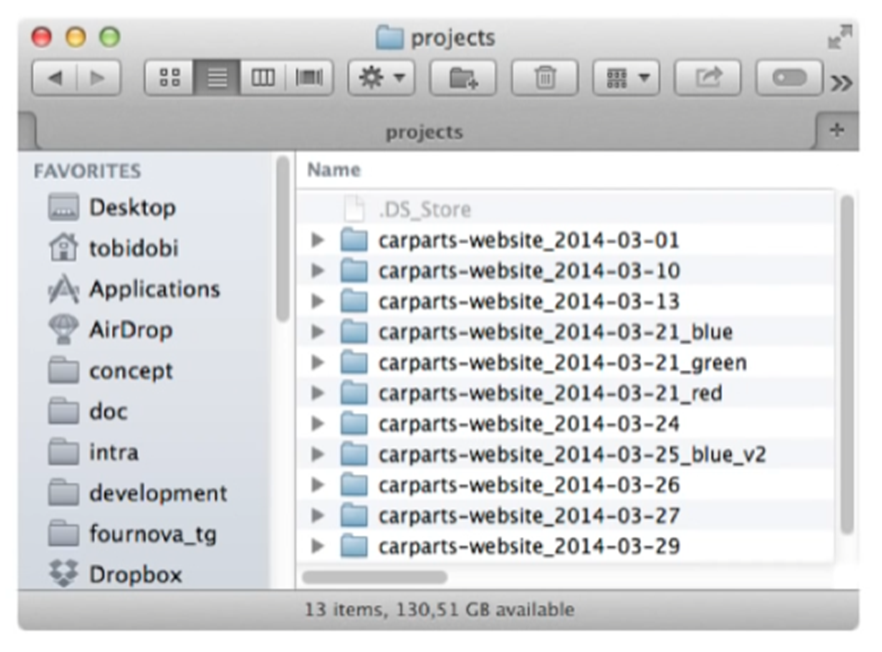 projects
projects
FAVORITES
Desktop
tobidobi
Applications
AirDrop
concept
doc
intra
development
fournova_tg
Dropbox
Name
.DS_Store
carparts-website_2014-03-01
carparts-website_2014-03-10
carparts-website_2014-03-13
carparts-website_2014-03-21_blue
carparts-website_2014-03-21_green
carparts-website_2014-03-21_red
carparts-website_2014-03-24
carparts-website_2014-03-25_blue_v2
carparts-website_2014-03-26
carparts-website_2014-03-27
carparts-website_2014-03-29
13 items, 130,51 GB available